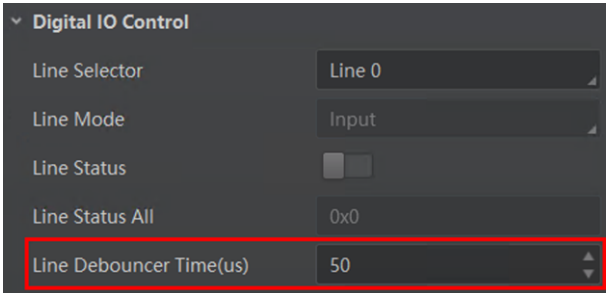 Digital IO Control
Line Selector Line 0
Line Mode Input
Line Status
Line Status All 0x0
Line Debouncer Time(us) 50